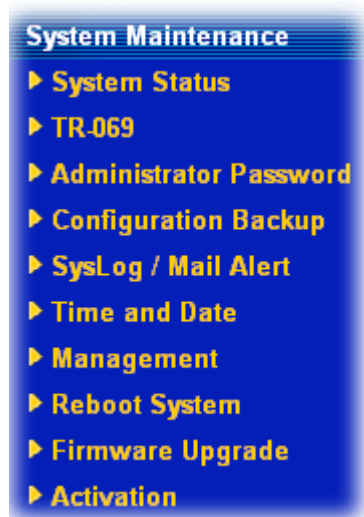 System Maintenance
System Status
TR-069
Administrator Password
Configuration Backup
SysLog / Mail Alert
Time and Date
Management
Reboot System
Firmware Upgrade
Activation